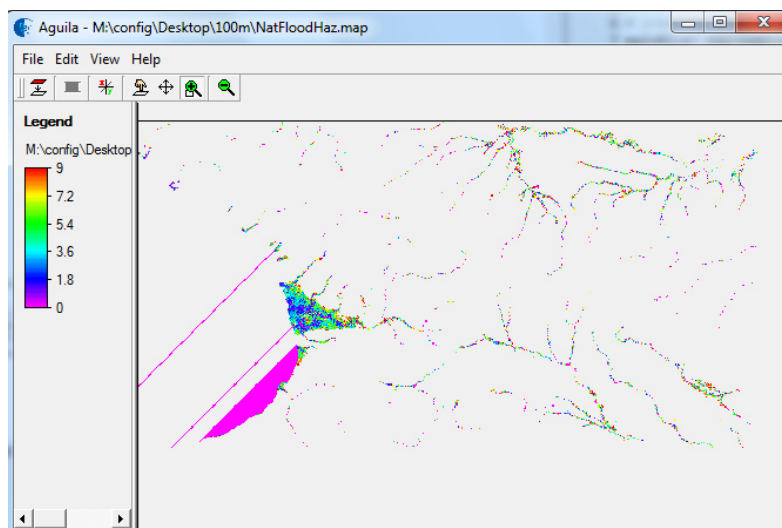 Aguila - M:\config\Desktop\100m\NatFloodHaz.map
File Edit View Help
Legend
M:\config\Desktop
9
7.2
5.4
3.6
1.8
0